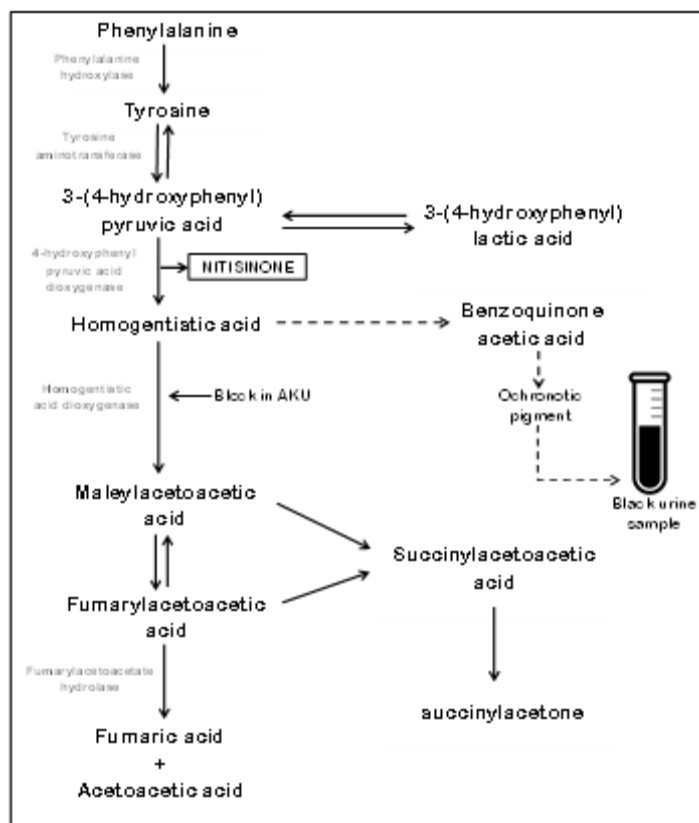 Phenylalanine
Phenylalanine
hydroxylase
Tyrosine
Tyrosine
aminotransferase
3-(4-hydroxyphenyl)
pyruvic acid
3-(4-hydroxyphenyl)
lactic acid
4-hydroxyphenyl
pyruvic acid
dioxygenase
NITISINONE
Homogentiatic acid
Benzoquinone
acetic acid
Homogentiatic
acid dioxygenase
Block in AKU
Ochronotic
pigment
Black urine
sample
Maleylacetoacetic
acid
Succinylacetoacetic
acid
Fumarylacetoacetic
acid
Fumarylacetoacetate
hydrolase
succinylacetone
Fumaric acid
+
Acetoacetic acid